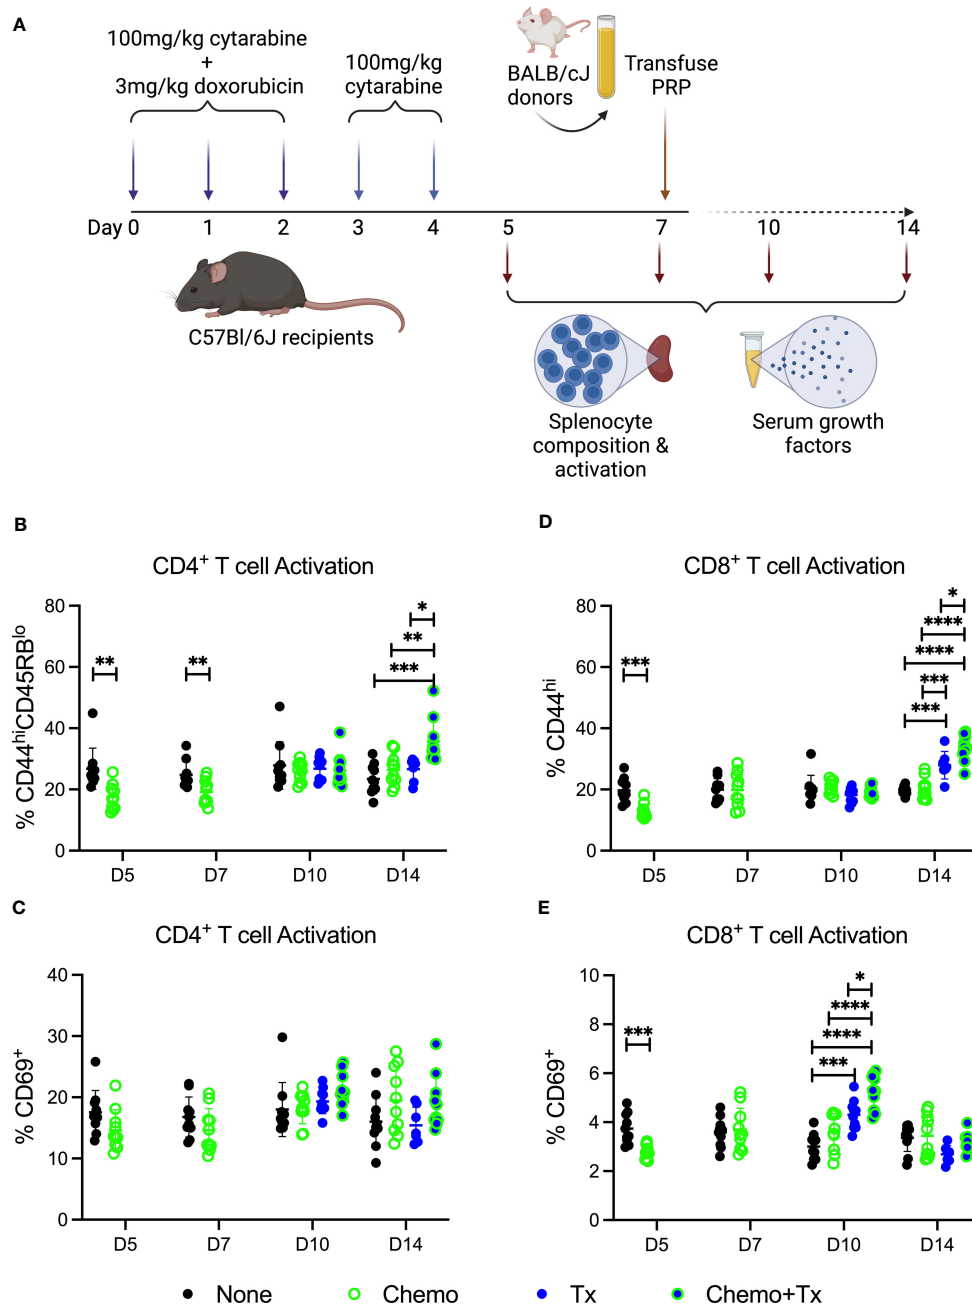 A
100mg/kg cytarabine
+
3mg/kg doxorubicin
100mg/kg
cytarabine
BALB/cJ
donors
Transfuse
PRP
Day 0 1 2 3 4 5 7 10 14
C57Bl/6J recipients
Splenocyte
composition &
activation
Serum growth
factors
B
CD4+ T cell Activation
% CD44hiCD45RBlo
80
60
40
20
0
** ** * ** ***
D5 D7 D10 D14
D
CD8+ T cell Activation
% CD44hi
80
60
40
20
0
*** * **** **** *** ***
D5 D7 D10 D14
C
CD4+ T cell Activation
% CD69+
40
30
20
10
0
D5 D7 D10 D14
E
CD8+ T cell Activation
% CD69+
10
8
6
4
2
0
*** * **** **** ***
D5 D7 D10 D14
None Chemo Tx Chemo+Tx